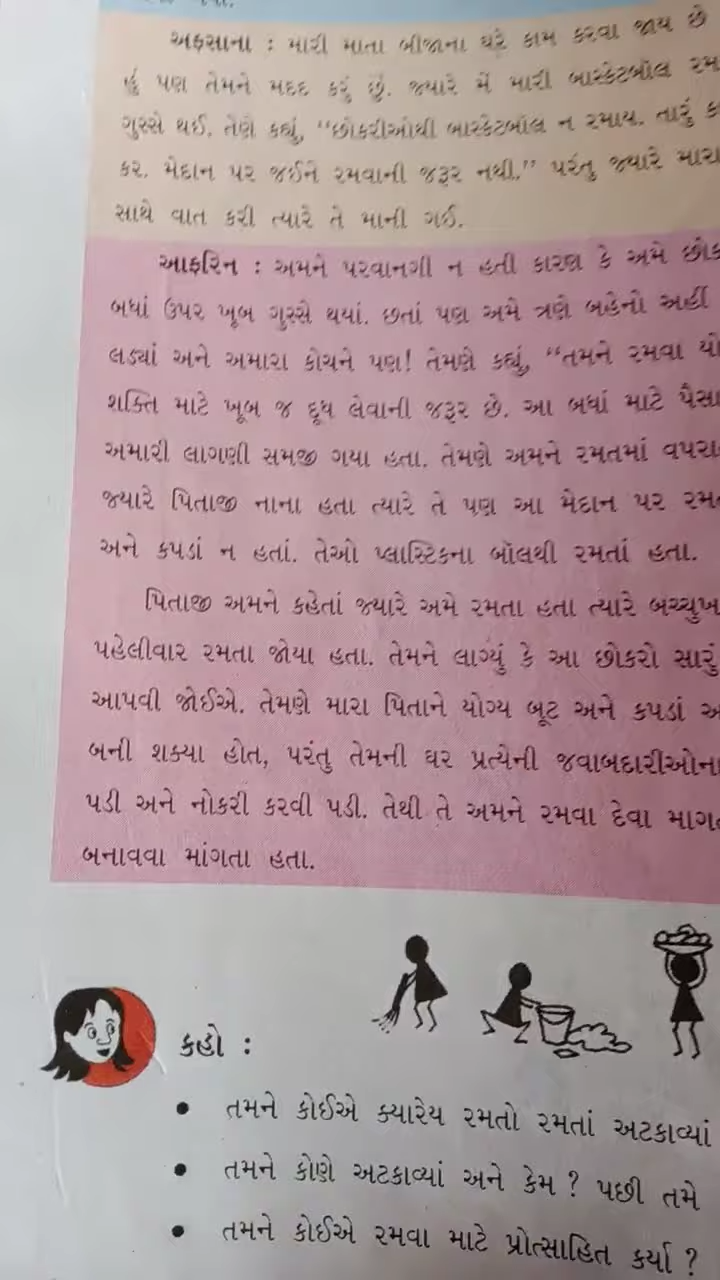 અફસાના : મારી માતા બીજાના ઘરે કામ કરવા જાય છે
હું પણ તેમને મદદ કરું છું. જ્યારે મેં મારી બાસ્કેટબૉલ રમ
ગુસ્સે થઈ. તેણે કહ્યું, “છોકરીઓથી બાસ્કેટબૉલ ન રમાય. તારું ક
કર. મેદાન પર જઈને રમવાની જરૂર નથી.” પરંતુ જ્યારે મારા
સાથે વાત કરી ત્યારે તે માની ગઈ.
આફરિન : અમને પરવાનગી ન હતી કારણ કે અમે છોક
બધાં ઉપર ખૂબ ગુસ્સે થયાં. છતાં પણ અમે ત્રણે બહેનો અહીં
લડ્યાં અને અમારા કોચને પણ! તેમણે કહ્યું, “તમને રમવા યો
શક્તિ માટે ખૂબ જ દૂધ લેવાની જરૂર છે. આ બધાં માટે પૈસા
અમારી લાગણી સમજી ગયા હતા. તેમણે અમને રમતમાં વપરા
જ્યારે પિતાજી નાના હતા ત્યારે તે પણ આ મેદાન પર રમ
અને કપડાં ન હતાં. તેઓ પ્લાસ્ટિકના બૉલથી રમતાં હતા.
પિતાજી અમને કહેતાં જ્યારે અમે રમતા હતા ત્યારે બચ્ચુખ
પહેલીવાર રમતા જોયા હતા. તેમને લાગ્યું કે આ છોકરો સારું
આપવી જોઈએ. તેમણે મારા પિતાને યોગ્ય બૂટ અને કપડાં અ
બની શક્યા હોત, પરંતુ તેમની ઘર પ્રત્યેની જવાબદારીઓના
પડી અને નોકરી કરવી પડી. તેથી તે અમને રમવા દેવા માગ
બનાવવા માંગતા હતા.
કહો :
• તમને કોઈએ ક્યારેય રમતો રમતાં અટકાવ્યાં
• તમને કોણે અટકાવ્યાં અને કેમ ? પછી તમે
• તમને કોઈએ રમવા માટે પ્રોત્સાહિત કર્યા ?